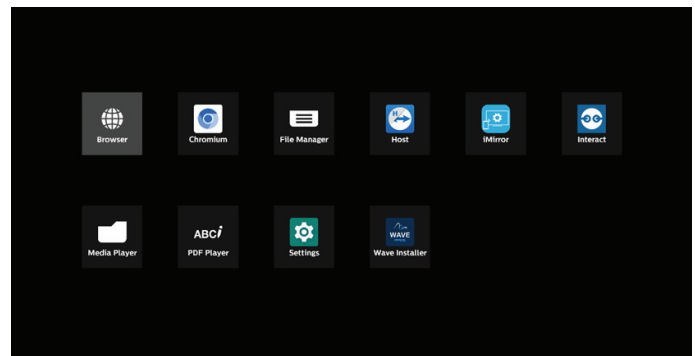 Browser
Chromium
File Manager
H
Host
iMirror
Interact
Media Player
ABCi
PDF Player
Settings
WAVE
Wave Installer